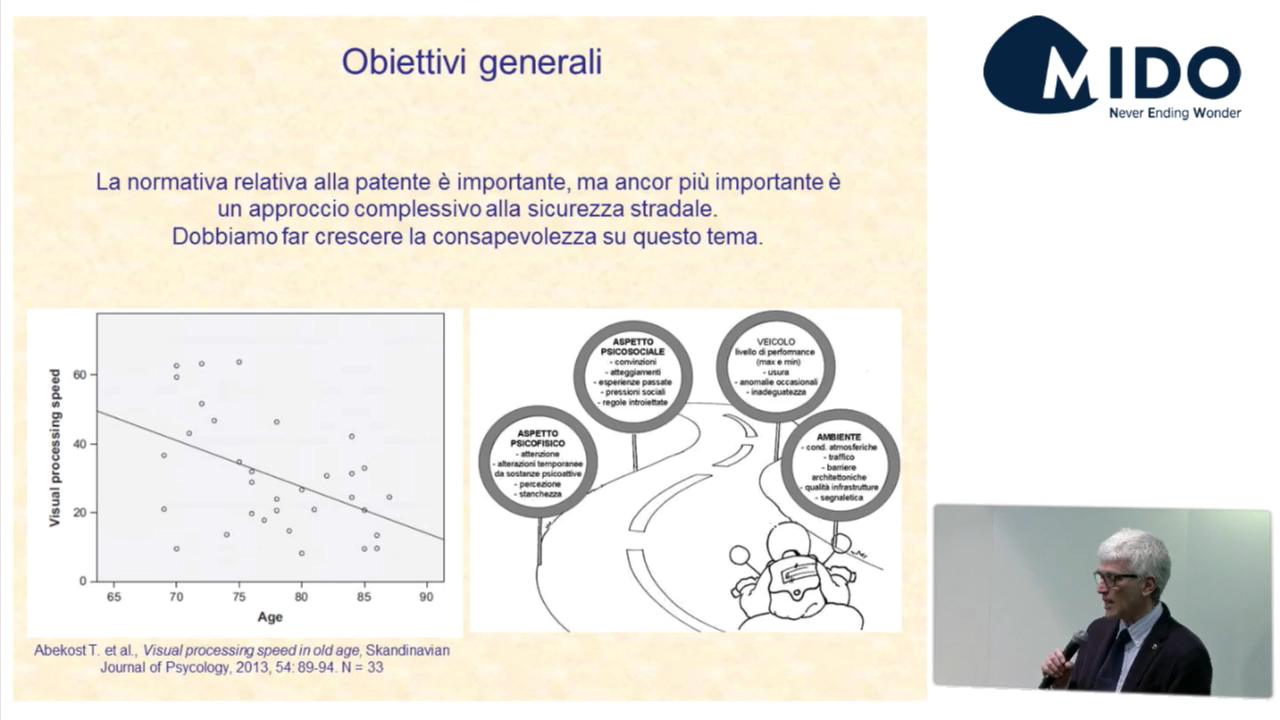 Obiettivi generali
MIDO
Never Ending Wonder
La normativa relativa alla patente è importante, ma ancor più importante è
un approccio complessivo alla sicurezza stradale.
Dobbiamo far crescere la consapevolezza su questo tema.
Visual processing speed
60
40
20
0
65
70
75
80
85
90
Age
ASPETTO
PSICOFISICO
- attenzione
- alterazioni temporanee
da sostanze psicoattive
- percezione
- stanchezza
ASPETTO
PSICOSOCIALE
- convinzioni
- atteggiamenti
- esperienze passate
- pressioni sociali
- regole introiettate
VEICOLO
livello di performance
(max e min)
- usura
- anomalie occasionali
- inadeguatezza
AMBIENTE
- cond. atmosferiche
- traffico
- barriere
architettoniche
- qualità infrastrutture
- segnaletica
Abekost T. et al., Visual processing speed in old age, Skandinavian
Journal of Psycology, 2013, 54: 89-94. N = 33